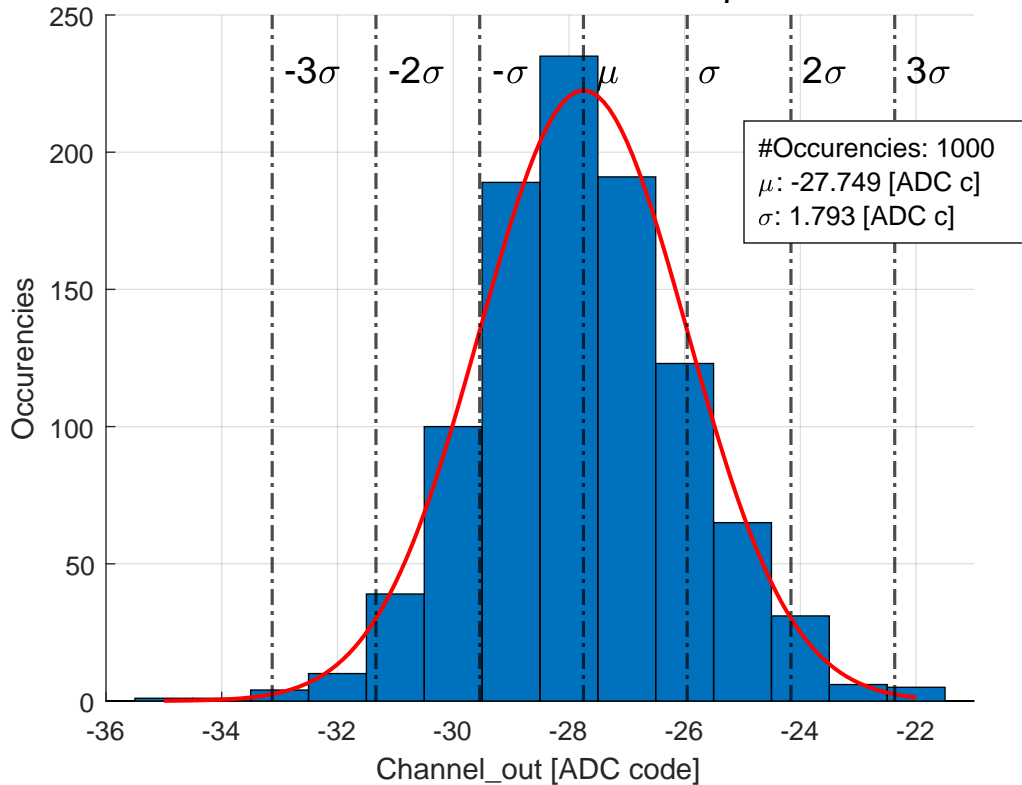 250
200
150
100
50
0
-3σ
-2σ
-σ
μ
σ
2σ
3σ
#Occurencies: 1000
μ: -27.749 [ADC c]
σ: 1.793 [ADC c]
Occurencies
-36
-34
-32
-30
-28
-26
-24
-22
Channel_out [ADC code]